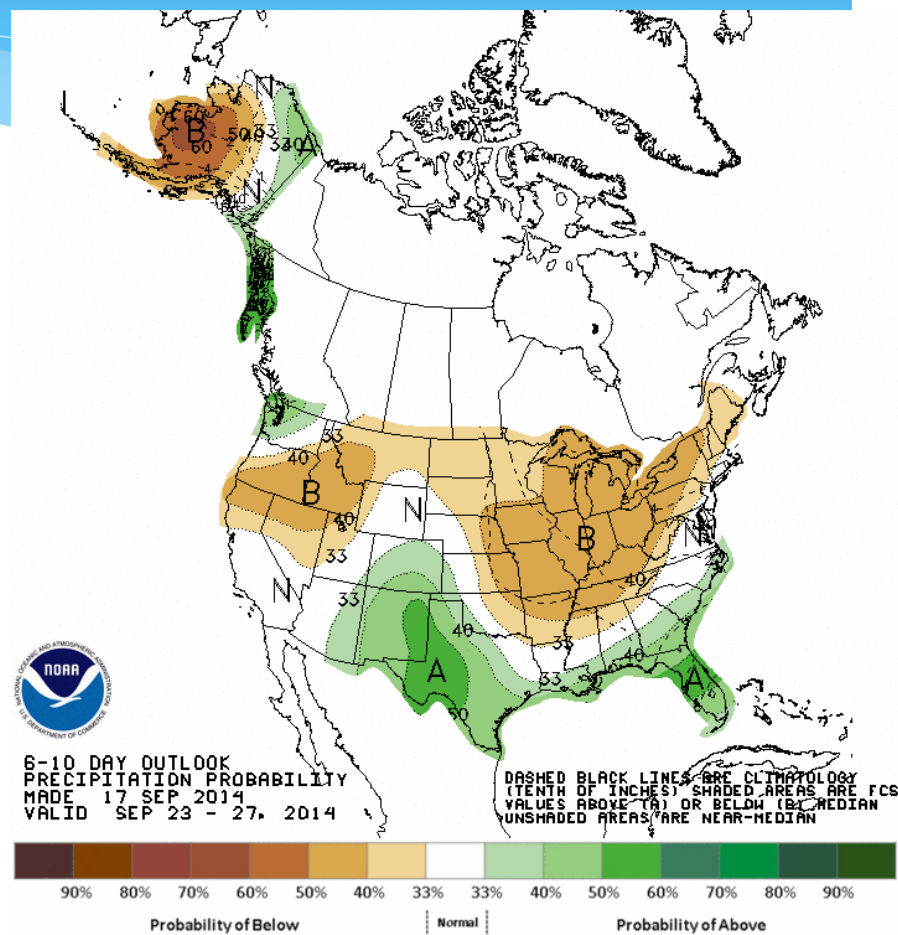 N
60
B
50
33
60
A
N
33
40
B
N
40
N
B
33
40
N
33
40
33
40
A
33
A
50
NATIONAL OCEANIC AND ATMOSPHERIC ADMINISTRATION
NOAA
U.S. DEPARTMENT OF COMMERCE
6-10 DAY OUTLOOK
PRECIPITATION PROBABILITY
MADE 17 SEP 2014
VALID SEP 23 - 27, 2014
DASHED BLACK LINES ARE CLIMATOLOGY
(TENTH OF INCHES) SHADED AREAS ARE FCS
VALUES ABOVE (A) OR BELOW (B) MEDIAN
UNSHADED AREAS ARE NEAR-MEDIAN
90% 80% 70% 60% 50% 40% 33% 33% 40% 50% 60% 70% 80% 90%
Probability of Below Normal Probability of Above